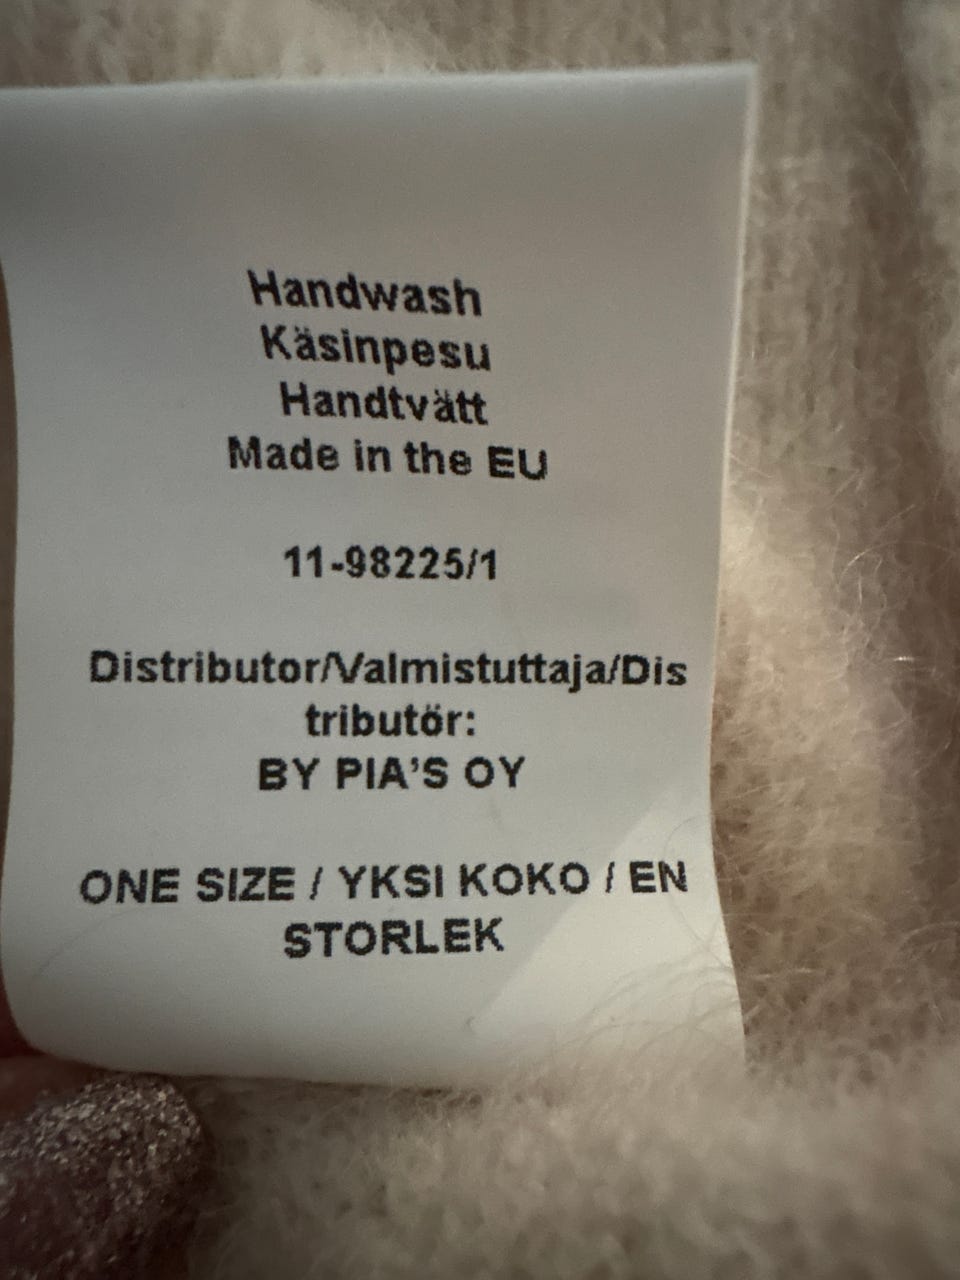 Handwash
Käsinpesu
Handtvätt
Made in the EU
11-98225/1
Distributor/Valmistuttaja/Dis
tributör:
BY PIA'S OY
ONE SIZE / YKSI KOKO / EN
STORLEK